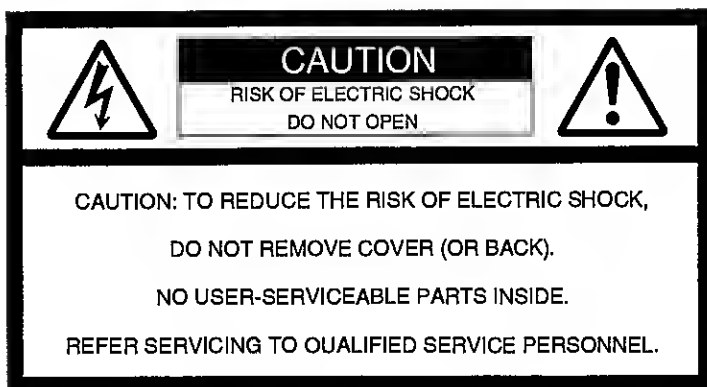 CAUTION
RISK OF ELECTRIC SHOCK
DO NOT OPEN
CAUTION: TO REDUCE THE RISK OF ELECTRIC SHOCK,
DO NOT REMOVE COVER (OR BACK).
NO USER-SERVICEABLE PARTS INSIDE.
REFER SERVICING TO QUALIFIED SERVICE PERSONNEL.